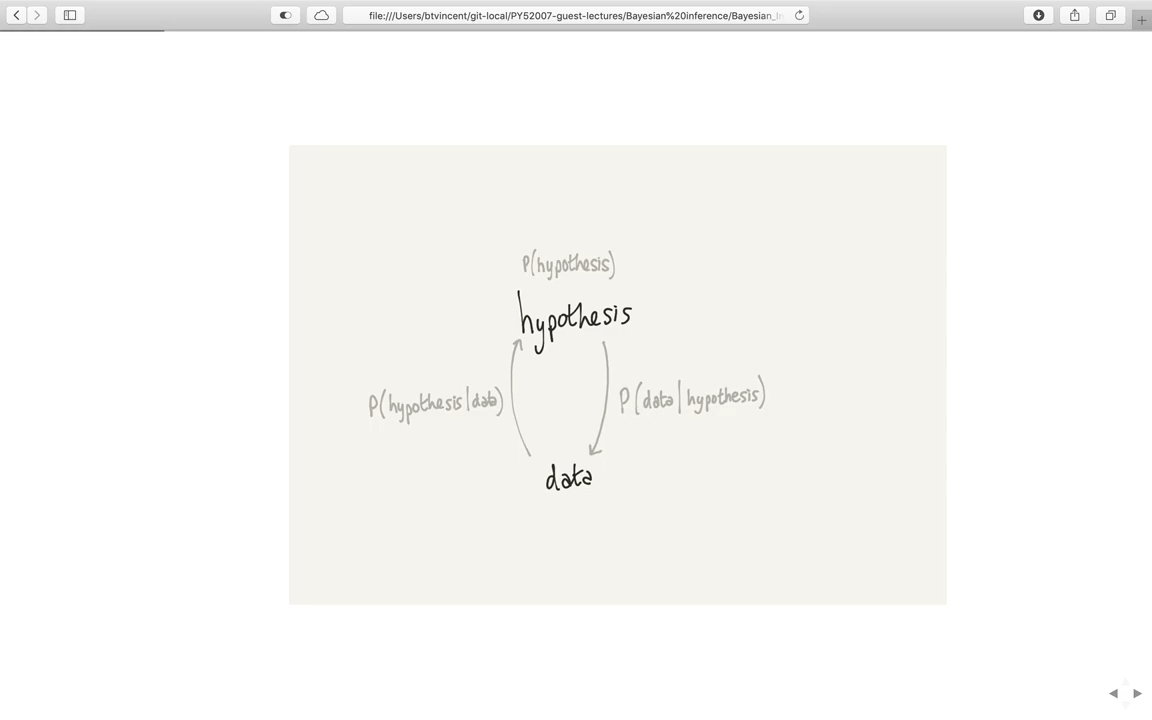 file:///Users/btvincent/git-local/PY52007-guest-lectures/Bayesian%20inference/Bayesian_
P(hypothesis)
hypothesis
P(hypothesis|data)
P(data|hypothesis)
data